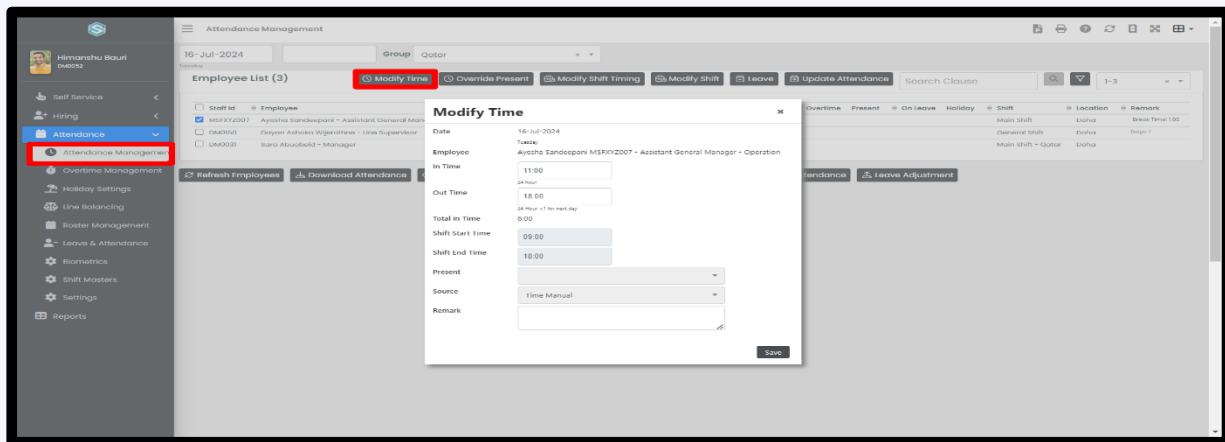 Attendance Management
Himanshu Bauri
DM0252
16-Jul-2024
Group
Qatar
Tuesday
Employee List (3)
Modify Time
Override Present
Modify Shift Timing
Modify Shift
Leave
Update Attendance
Search Clause
1-3
Self Service
Hiring
Attendance
Attendance Managemen
Overtime Management
Holiday Settings
Line Balancing
Roster Management
Leave & Attendance
Biometrics
Shift Masters
Settings
Reports
Staff Id Employee Overtime Present On Leave Holiday Shift Location Remark
MSFXYZ007 Ayesha Sandeepani - Assistant General Man Main Shift Doha Break Time: 1.00
Wijerathna - Line Supervisor General Shift Doha
DM0031 Sara Abuobeid - Manager Main Shift - Qatar Doha
Refresh Employees
Download Attendance
tendance
Leave Adjustment
Modify Time
Date 16-Jul-2024
Tuesday
Employee Ayesha Sandeepani MSFXYZ007 - Assistant General Manager - Operation
In Time 11:00
24 hour
Out Time 18.00
24 Hour +1 for next day
Total in Time 6:00
Shift Start Time 09:00
Shift End Time 18:00
Present
Source Time Manual
Remark
Save